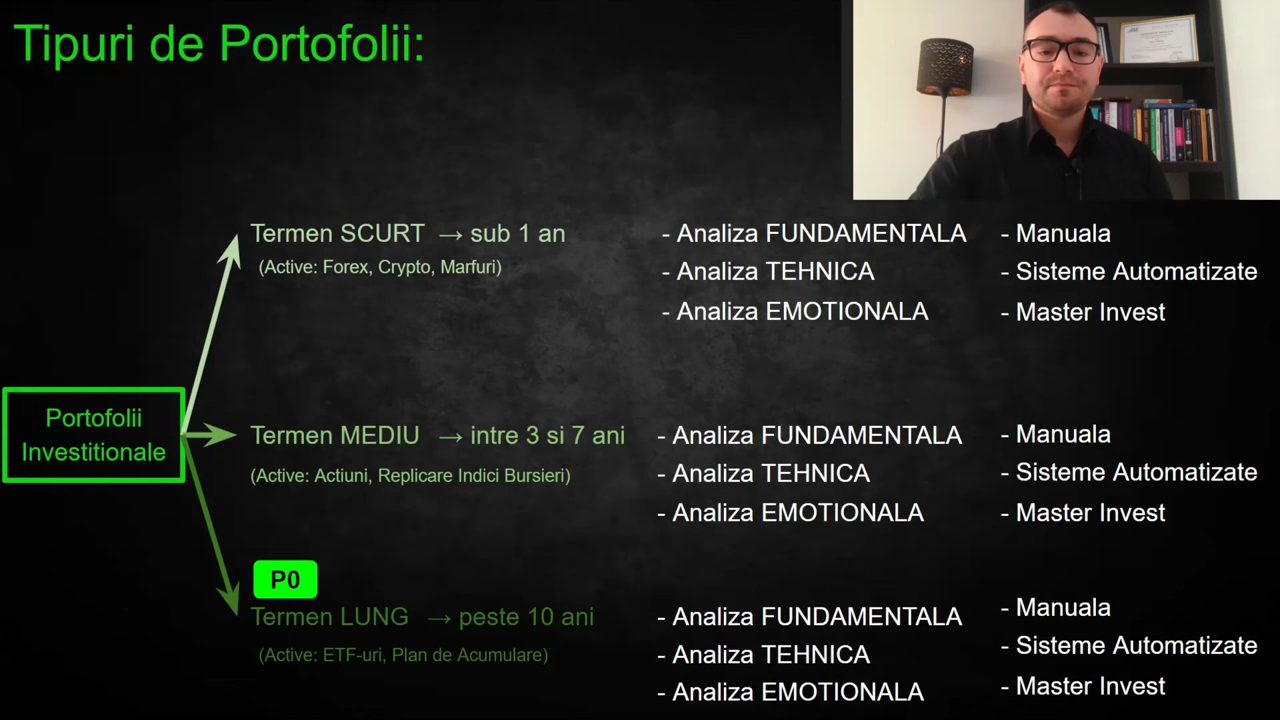 Tipuri de Portofolii:
Termen SCURT → sub 1 an
(Active: Forex, Crypto, Marfuri)
- Analiza FUNDAMENTALA
- Analiza TEHNICA
- Analiza EMOTIONALA
- Manuala
- Sisteme Automatizate
- Master Invest
Portofolii
Investitionale
Termen MEDIU → intre 3 si 7 ani
(Active: Actiuni, Replicare Indici Bursieri)
- Analiza FUNDAMENTALA
- Analiza TEHNICA
- Analiza EMOTIONALA
- Manuala
- Sisteme Automatizate
- Master Invest
P0
Termen LUNG → peste 10 ani
(Active: ETF-uri, Plan de Acumulare)
- Analiza FUNDAMENTALA
- Analiza TEHNICA
- Analiza EMOTIONALA
- Manuala
- Sisteme Automatizate
- Master Invest